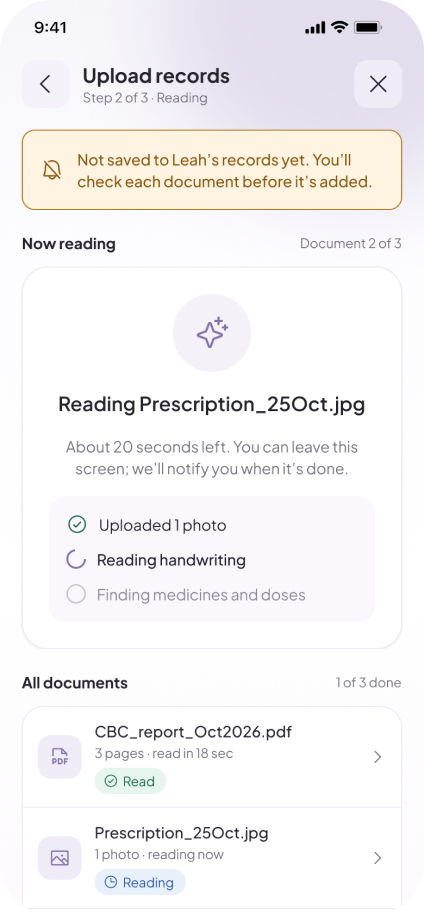 9:41
Upload records
Step 2 of 3 · Reading
Not saved to Leah’s records yet. You’ll
check each document before it’s added.
Now reading
Document 2 of 3
Reading Prescription_25Oct.jpg
About 20 seconds left. You can leave this
screen; we’ll notify you when it’s done.
Uploaded 1 photo
Reading handwriting
Finding medicines and doses
All documents
1 of 3 done
PDF
CBC_report_Oct2026.pdf
3 pages · read in 18 sec
Read
Prescription_25Oct.jpg
1 photo · reading now
Reading